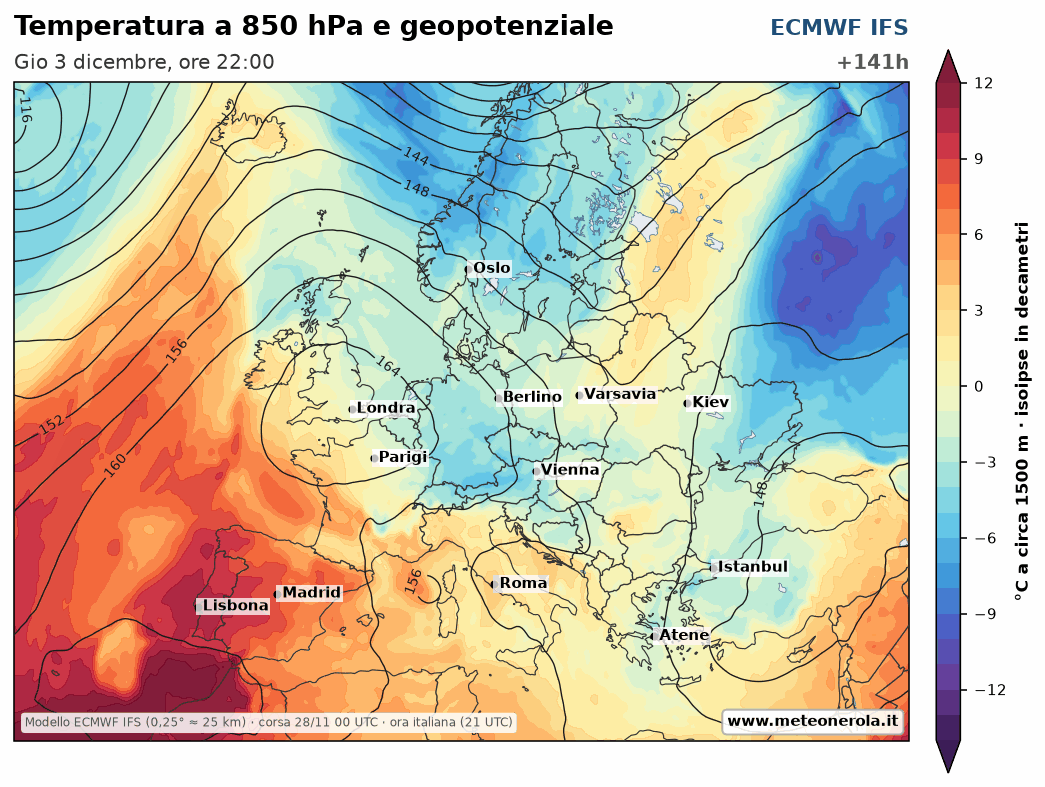 Temperatura a 850 hPa e geopotenziale
ECMWF IFS
Gio 3 dicembre, ore 22:00
+141h
116
144
148
156
164
152
160
148
156
Oslo
Berlino
Varsavia
Kiev
Londra
Parigi
Vienna
Istanbul
Roma
Madrid
Lisbona
Atene
12
9
6
3
0
−3
−6
−9
−12
°C a circa 1500 m · isoipse in decametri
Modello ECMWF IFS (0,25° ≈ 25 km) · corsa 28/11 00 UTC · ora italiana (21 UTC)
www.meteonerola.it